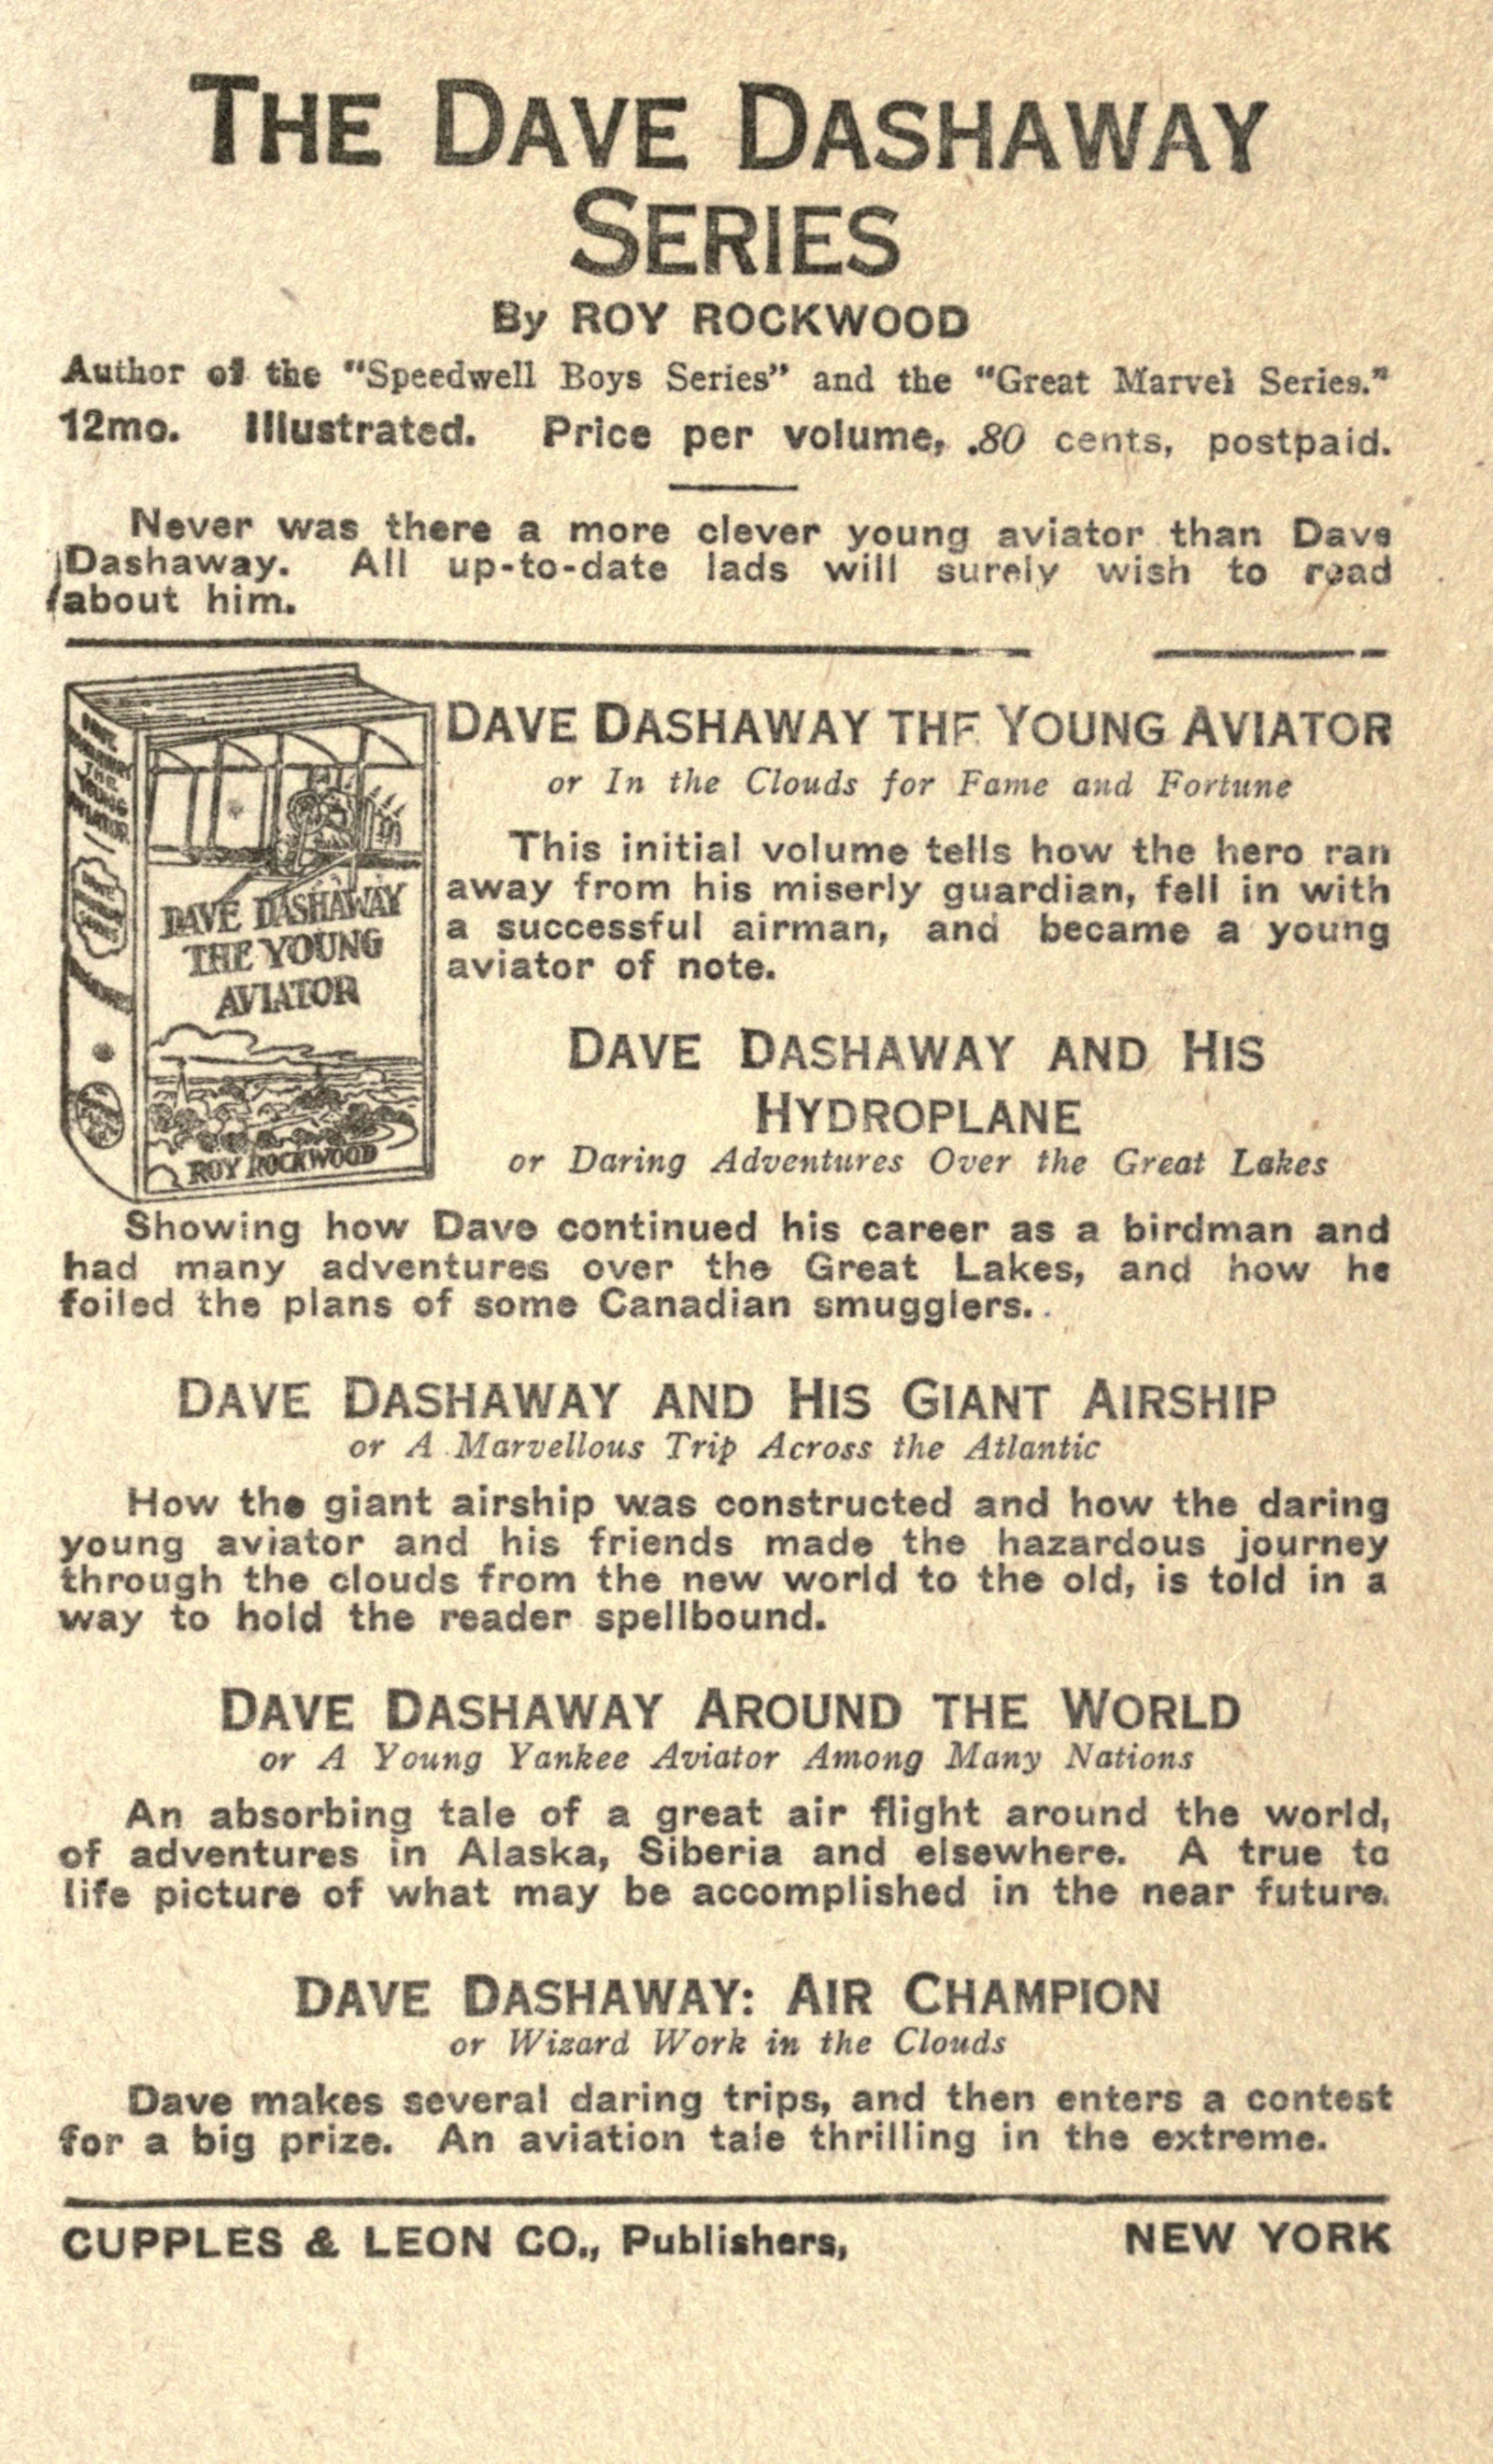 THE DAVE DASHAWAY
SERIES
By ROY ROCKWOOD
Author of the "Speedwell Boys Series" and the "Great Marvel Series."
12mo. Illustrated. Price per volume, .80 cents, postpaid.
Never was there a more clever young aviator than Dave
Dashaway. All up-to-date lads will surely wish to read
about him.
DAVE DASHAWAY
THE YOUNG
AVIATOR
ROY ROCKWOOD
DAVE DASHAWAY THE YOUNG AVIATOR
or In the Clouds for Fame and Fortune
This initial volume tells how the hero ran
away from his miserly guardian, fell in with
a successful airman, and became a young
aviator of note.
DAVE DASHAWAY AND HIS
HYDROPLANE
or Daring Adventures Over the Great Lakes
Showing how Dave continued his career as a birdman and
had many adventures over the Great Lakes, and how he
foiled the plans of some Canadian smugglers.
DAVE DASHAWAY AND HIS GIANT AIRSHIP
or A Marvellous Trip Across the Atlantic
How the giant airship was constructed and how the daring
young aviator and his friends made the hazardous journey
through the clouds from the new world to the old, is told in a
way to hold the reader spellbound.
DAVE DASHAWAY AROUND THE WORLD
or A Young Yankee Aviator Among Many Nations
An absorbing tale of a great air flight around the world,
of adventures in Alaska, Siberia and elsewhere. A true to
life picture of what may be accomplished in the near future.
DAVE DASHAWAY: AIR CHAMPION
or Wizard Work in the Clouds
Dave makes several daring trips, and then enters a contest
for a big prize. An aviation tale thrilling in the extreme.
CUPPLES & LEON CO., Publishers, NEW YORK